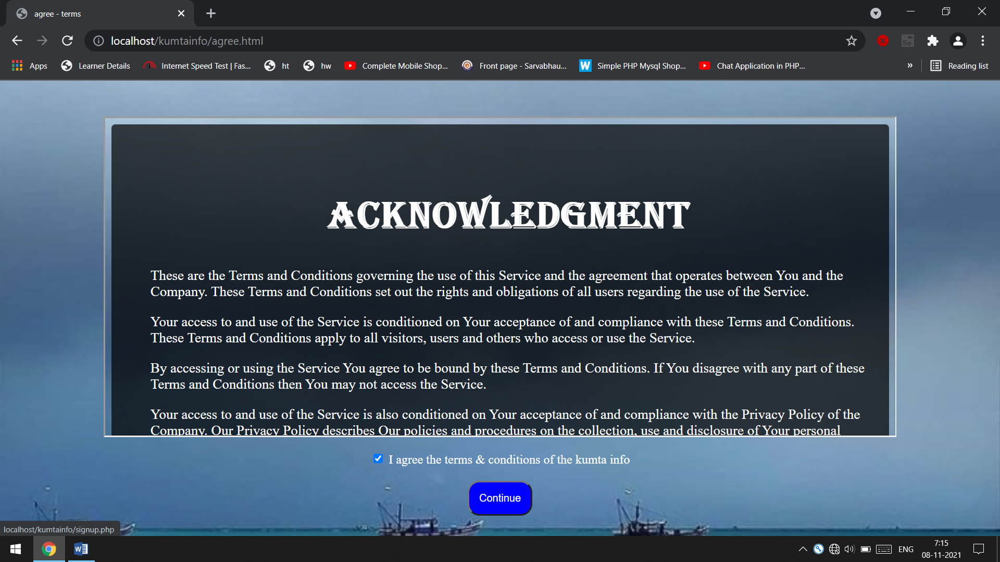 agree - terms
localhost/kumtainfo/agree.html
Apps Learner Details Internet Speed Test | Fas... ht hw Complete Mobile Shop... Front page - Sarvabhau... W Simple PHP Mysql Shop... Chat Application in PHP... » Reading list
ACKNOWLEDGMENT
These are the Terms and Conditions governing the use of this Service and the agreement that operates between You and the
Company. These Terms and Conditions set out the rights and obligations of all users regarding the use of the Service.
Your access to and use of the Service is conditioned on Your acceptance of and compliance with these Terms and Conditions.
These Terms and Conditions apply to all visitors, users and others who access or use the Service.
By accessing or using the Service You agree to be bound by these Terms and Conditions. If You disagree with any part of these
Terms and Conditions then You may not access the Service.
Your access to and use of the Service is also conditioned on Your acceptance of and compliance with the Privacy Policy of the
Company. Our Privacy Policy describes Our policies and procedures on the collection, use and disclosure of Your personal
I agree the terms & conditions of the kumta info
Continue
localhost/kumtainfo/signup.php
ENG
7:15
08-11-2021